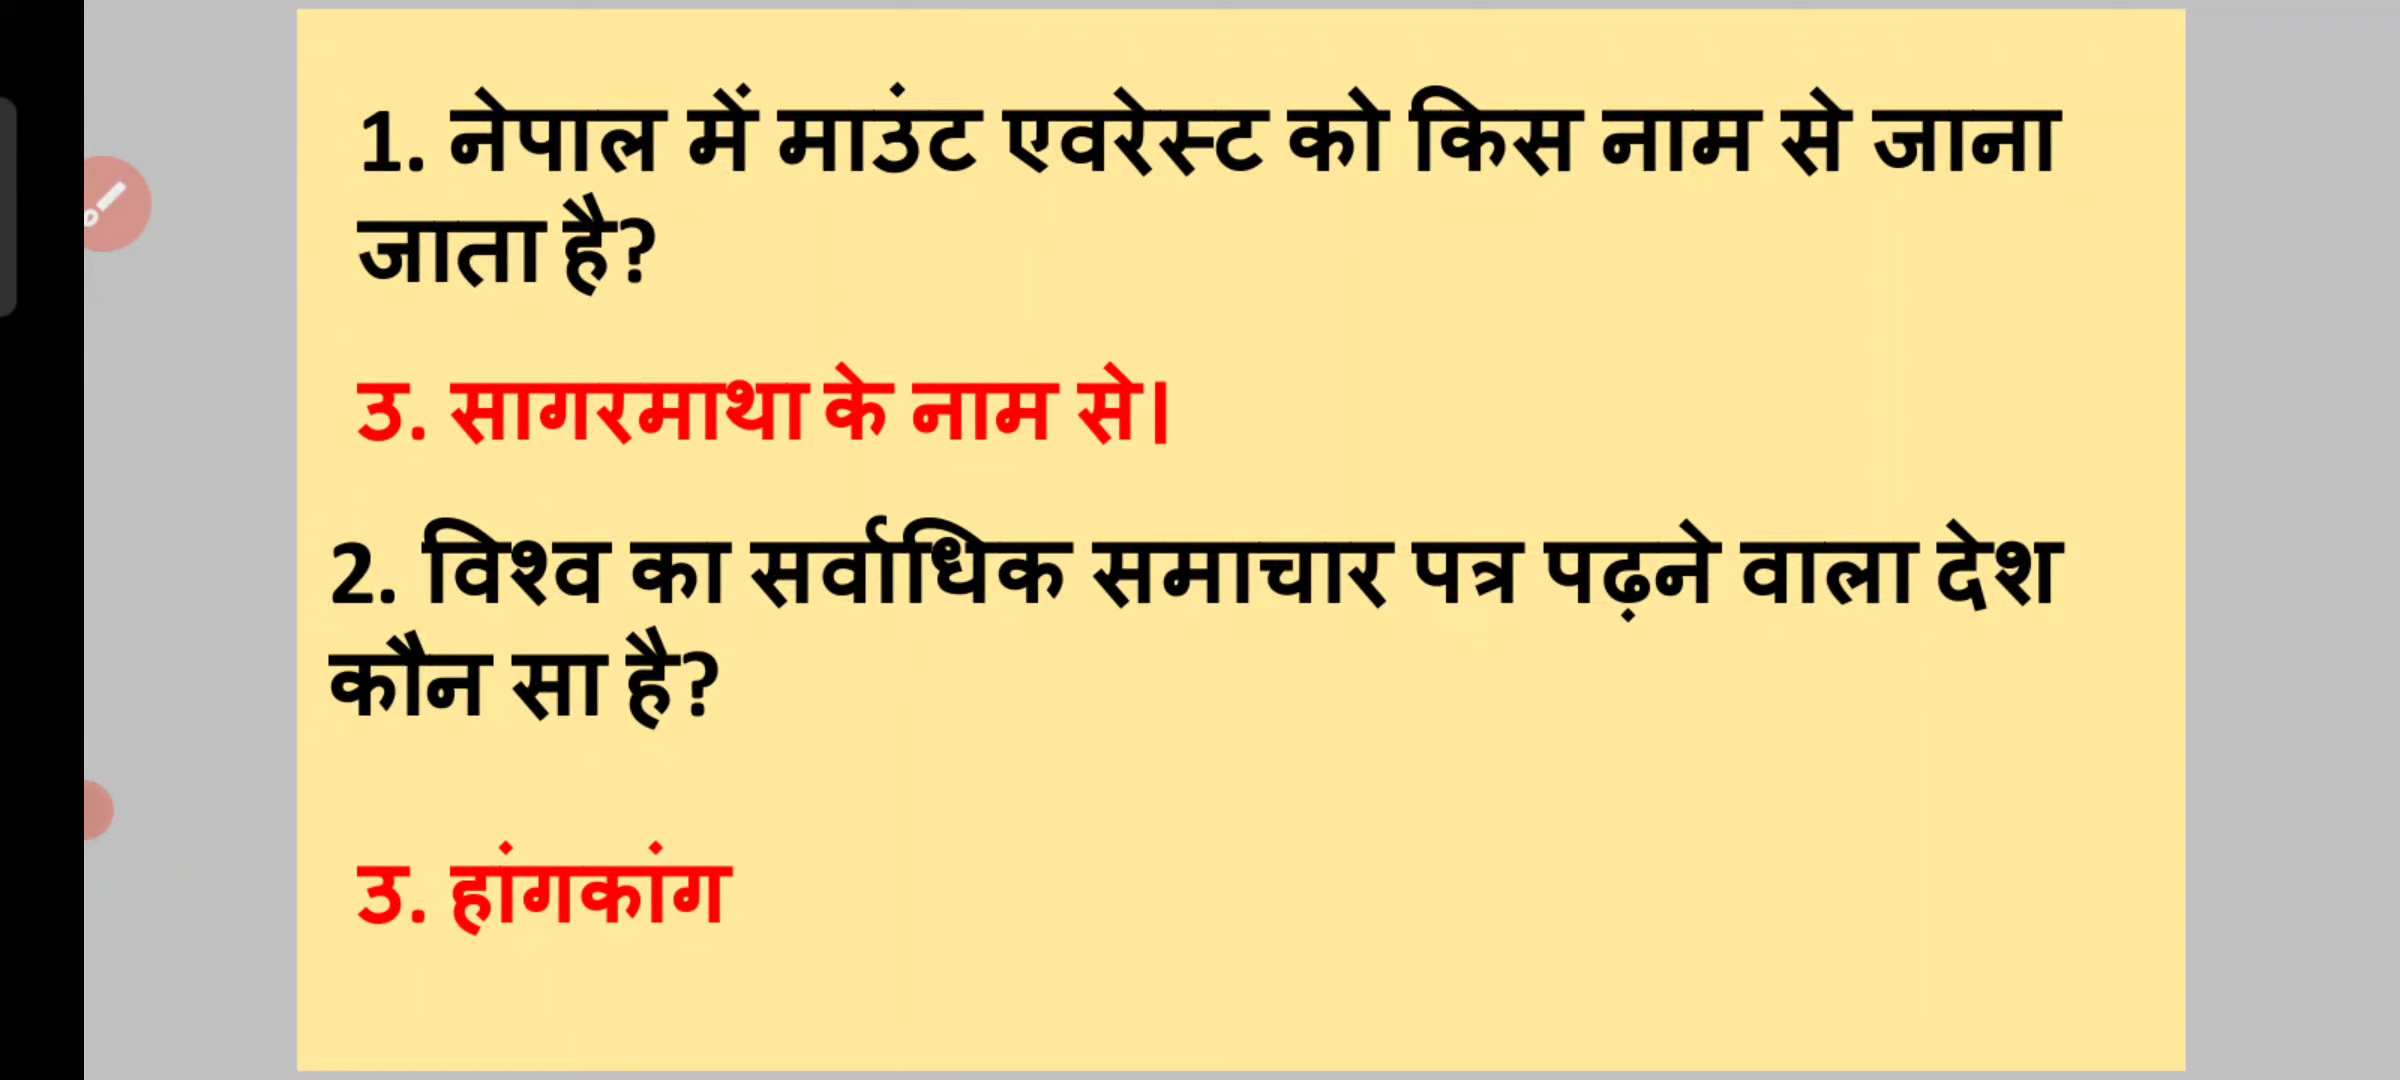 1. नेपाल में माउंट एवरेस्ट को किस नाम से जाना
जाता है?
उ. सागरमाथा के नाम से।
2. विश्व का सर्वाधिक समाचार पत्र पढ़ने वाला देश
कौन सा है?
उ. हांगकांग